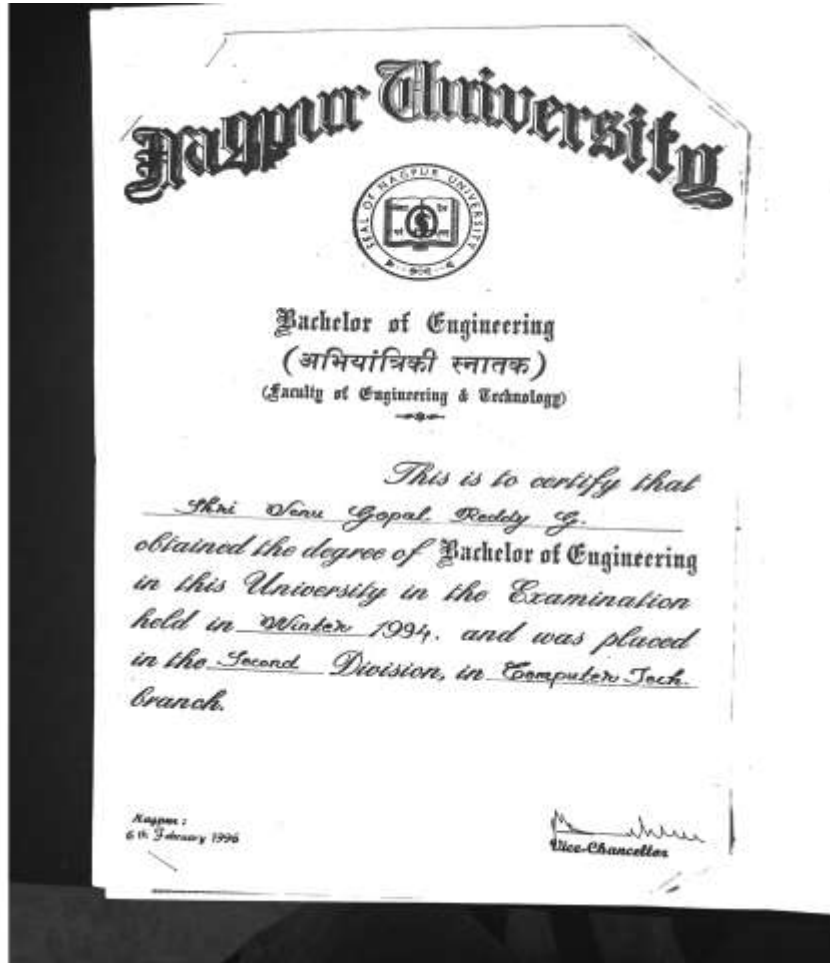 Nagpur University
SEAL OF NAGPUR UNIVERSITY
Bachelor of Engineering
(अभियांत्रिकी स्नातक)
(Faculty of Engineering & Technology)
This is to certify that
Shri Venu Gopal Reddy G.
obtained the degree of Bachelor of Engineering
in this University in the Examination
held in Winter 1994. and was placed
in the Second Division, in Computer Tech.
branch.
Nagpur :
6 th February 1996
Vice-Chancellor